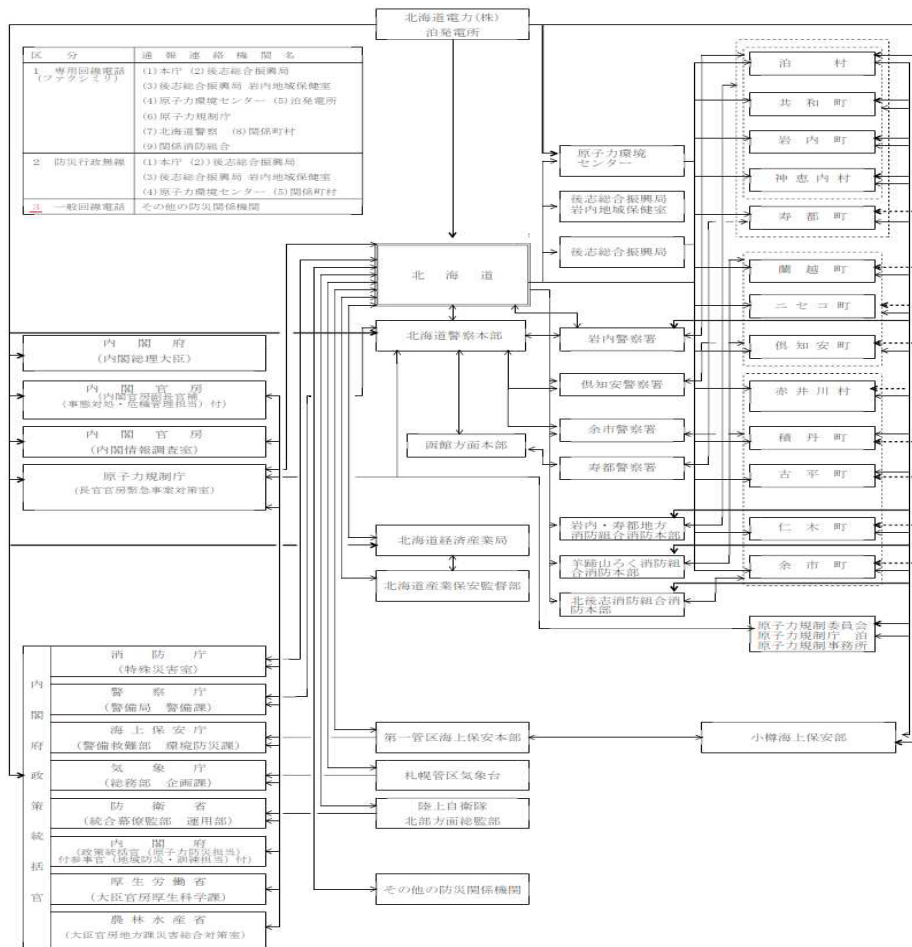 北海道電力(株)
泊発電所
区　分　通 報 連 絡 機 関 名
1　専用回線電話　(1)本庁 (2)後志総合振興局
(ファクシミリ)　(3)後志総合振興局 岩内地域保健室
(4)原子力環境センター (5)泊発電所
(6)原子力規制庁
(7)北海道警察　(8)関係町村
(9)関係消防組合
2　防災行政無線　(1)本庁 (2))後志総合振興局
(3)後志総合振興局 岩内地域保健室
(4)原子力環境センター (5)関係町村
3　一般回線電話　その他の防災関係機関
泊　村
共 和 町
岩 内 町
神 恵 内 村
寿 都 町
原子力環境
センター
後志総合振興局
岩内地域保健室
後志総合振興局
北 海 道
蘭 越 町
ニ セ コ 町
倶 知 安 町
北海道警察本部
岩内警察署
倶知安警察署
余市警察署
寿都警察署
函館方面本部
赤 井 川 村
積 丹 町
古 平 町
仁 木 町
余 市 町
内 閣 府
(内閣総理大臣)
内 閣 官 房
(内閣官房副長官補
(事態対処・危機管理担当)付)
内 閣 官 房
(内閣情報調査室)
原子力規制庁
(長官官房緊急事案対策室)
北海道経済産業局
北海道産業保安監督部
岩内・寿都地方
消防組合消防本部
羊蹄山ろく消防組
合消防本部
北後志消防組合消
防本部
原子力規制委員会
原子力規制庁 泊
原子力規制事務所
内閣府政策統括官
消 防 庁
(特殊災害室)
警 察 庁
(警備局 警備課)
海 上 保 安 庁
(警備救難部 環境防災課)
気 象 庁
(総務部 企画課)
防 衛 省
(統合幕僚監部 運用部)
内 閣 府
(政策統括官(原子力防災担当)
付参事官(地域防災・訓練担当)付)
厚 生 労 働 省
(大臣官房厚生科学課)
農 林 水 産 省
(大臣官房地方課災害総合対策室)
第一管区海上保安本部
小樽海上保安部
札幌管区気象台
陸上自衛隊
北部方面総監部
その他の防災関係機関